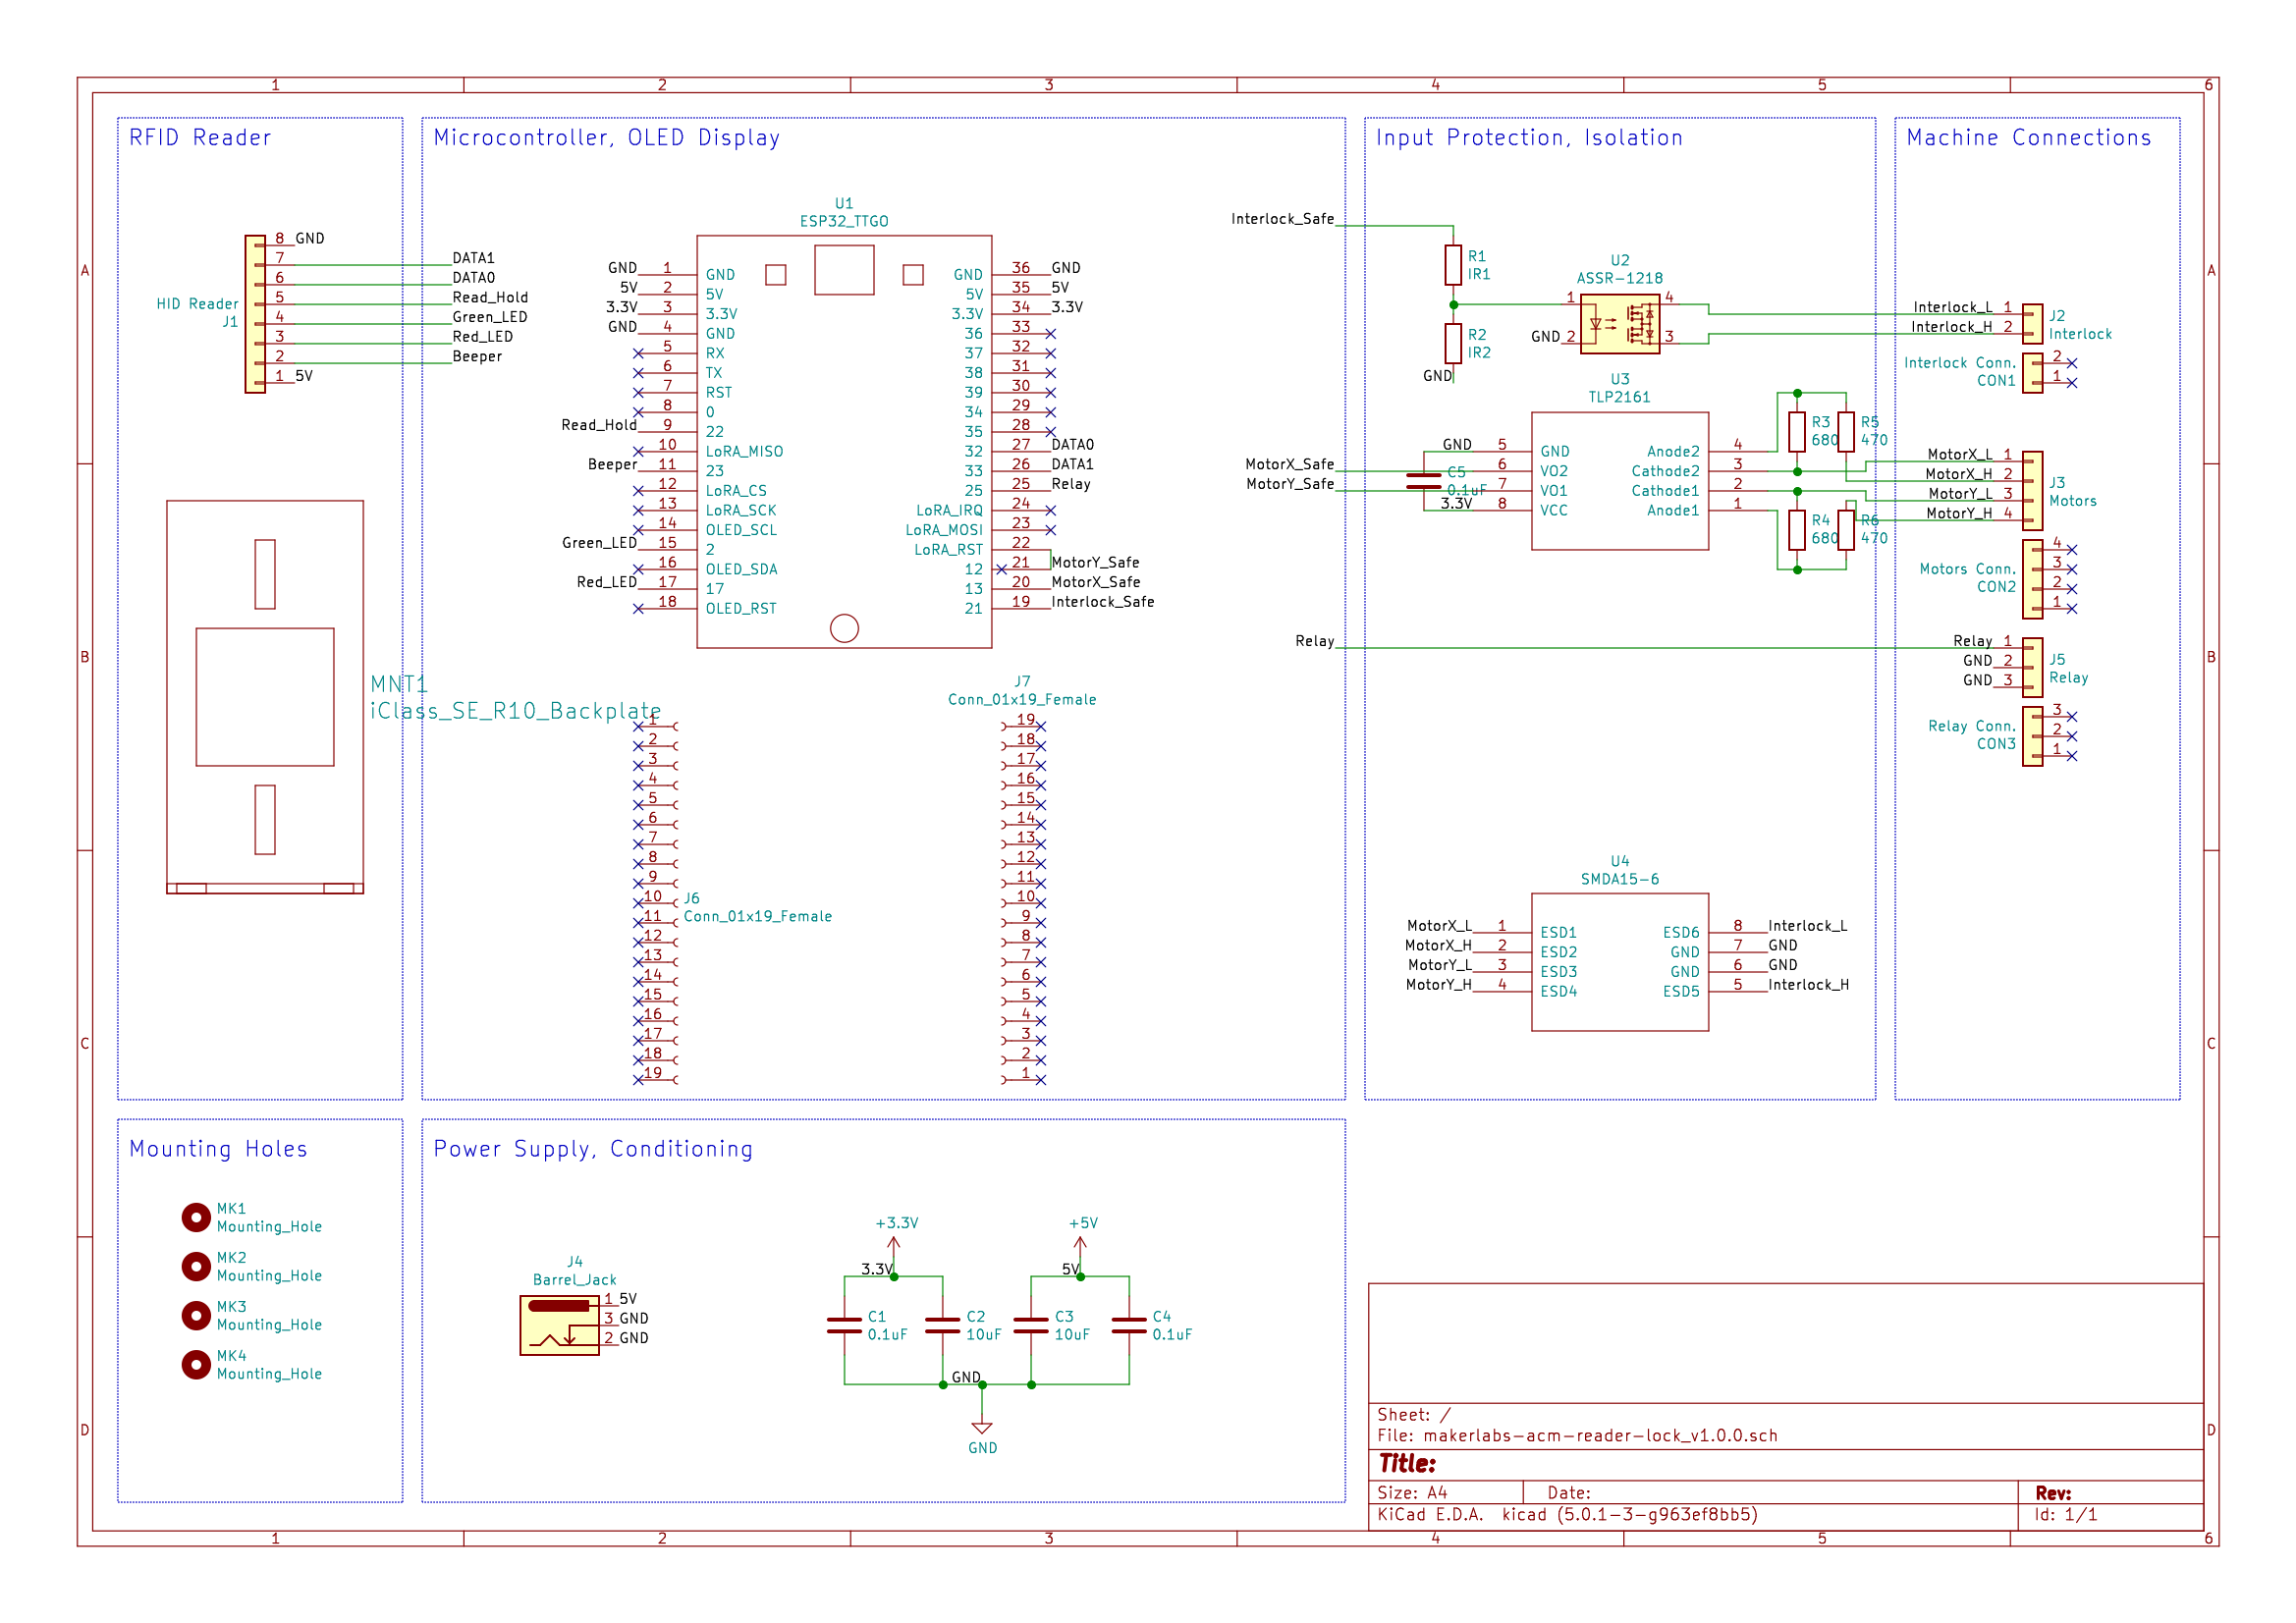 1 2 3 4 5 6
A
B
C
D
RFID Reader
8 GND
7 DATA1
6 DATA0
5 Read_Hold
4 Green_LED
3 Red_LED
2 Beeper
1 5V
HID Reader
J1
MNT1
iClass_SE_R10_Backplate
Microcontroller, OLED Display
U1
ESP32_TTGO
GND 1 GND
5V 2 5V
3.3V 3 3.3V
GND 4 GND
5 RX
6 TX
7 RST
8 0
Read_Hold 9 22
10 LoRA_MISO
Beeper 11 23
12 LoRA_CS
13 LoRA_SCK
14 OLED_SCL
Green_LED 15 2
16 OLED_SDA
Red_LED 17 17
18 OLED_RST
GND 36 GND
5V 35 5V
3.3V 34 3.3V
36 33
37 32
38 31
39 30
34 29
35 28
32 27 DATA0
33 26 DATA1
25 25 Relay
LoRA_IRQ 24
LoRA_MOSI 23
LoRA_RST 22
12 21 MotorY_Safe
13 20 MotorX_Safe
21 19 Interlock_Safe
1
2
3
4
5
6
7
8
9
10
11
12
13
14
15
16
17
18
19
J6
Conn_01x19_Female
J7
Conn_01x19_Female
19
18
17
16
15
14
13
12
11
10
9
8
7
6
5
4
3
2
1
Input Protection, Isolation
Interlock_Safe
R1
IR1
R2
IR2
GND
U2
ASSR-1218
1 4
GND 2 3
U3
TLP2161
GND 5 GND
MotorX_Safe 6 VO2
MotorY_Safe 7 VO1
3.3V 8 VCC
C5
0.1uF
Anode2 4
Cathode2 3
Cathode1 2
Anode1 1
R3
680
R5
470
R4
680
R6
470
Relay
U4
SMDA15-6
MotorX_L 1 ESD1
MotorX_H 2 ESD2
MotorY_L 3 ESD3
MotorY_H 4 ESD4
ESD6 8 Interlock_L
GND 7 GND
GND 6 GND
ESD5 5 Interlock_H
Machine Connections
Interlock_L 1
Interlock_H 2
J2
Interlock
Interlock Conn.
CON1
2
1
MotorX_L 1
MotorX_H 2
MotorY_L 3
MotorY_H 4
J3
Motors
Motors Conn.
CON2
4
3
2
1
Relay 1
GND 2
GND 3
J5
Relay
Relay Conn.
CON3
3
2
1
Mounting Holes
MK1
Mounting_Hole
MK2
Mounting_Hole
MK3
Mounting_Hole
MK4
Mounting_Hole
Power Supply, Conditioning
J4
Barrel_Jack
1 5V
3 GND
2 GND
+3.3V
3.3V
C1
0.1uF
C2
10uF
+5V
5V
C3
10uF
C4
0.1uF
GND
GND
Sheet: /
File: makerlabs-acm-reader-lock_v1.0.0.sch
Title:
Size: A4 Date: Rev:
KiCad E.D.A. kicad (5.0.1-3-g963ef8bb5) Id: 1/1
A
B
C
D
1 2 3 4 5 6